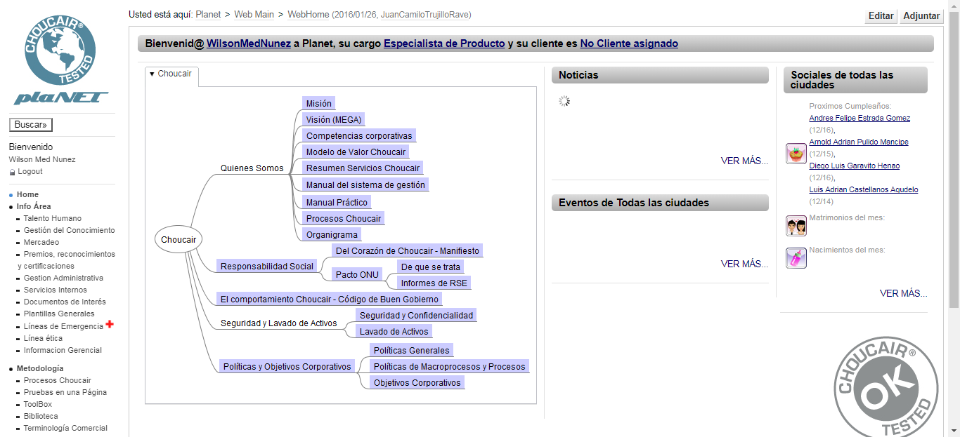 Usted está aquí: Planet > Web Main > WebHome (2016/01/26, JuanCamiloTrujilloRave)
Editar Adjuntar
CHOUCAIR®
TESTED
plaNET
Buscar»
Bienvenido
Wilson Med Nunez
Logout
Home
Info Área
Talento Humano
Gestión del Conocimiento
Mercadeo
Premios, reconocimientos
y certificaciones
Gestion Administrativa
Servicios Internos
Documentos de Interés
Plantillas Generales
Líneas de Emergencia
Línea ética
Informacion Gerencial
Metodología
Procesos Choucair
Pruebas en una Página
ToolBox
Biblioteca
Terminología Comercial
Bienvenid@ WilsonMedNunez a Planet, su cargo Especialista de Producto y su cliente es No Cliente asignado
▼ Choucair
Choucair
Quienes Somos
Misión
Visión (MEGA)
Competencias corporativas
Modelo de Valor Choucair
Resumen Servicios Choucair
Manual del sistema de gestión
Manual Práctico
Procesos Choucair
Organigrama
Responsabilidad Social
Del Corazón de Choucair - Manifiesto
Pacto ONU
De que se trata
Informes de RSE
El comportamiento Choucair - Código de Buen Gobierno
Seguridad y Lavado de Activos
Seguridad y Confidencialidad
Lavado de Activos
Políticas y Objetivos Corporativos
Políticas Generales
Políticas de Macroprocesos y Procesos
Objetivos Corporativos
Noticias
VER MÁS...
Eventos de Todas las ciudades
VER MÁS...
Sociales de todas las
ciudades
Proximos Cumpleaños:
Andres Felipe Estrada Gomez
(12/16),
Arnold Adrian Pulido Mancipe
(12/15),
Diego Luis Garavito Henao
(12/16),
Luis Adrian Castellanos Agudelo
(12/14)
Matrimonios del mes:
Nacimientos del mes:
VER MÁS...
CHOUCAIR®
OK
TESTED